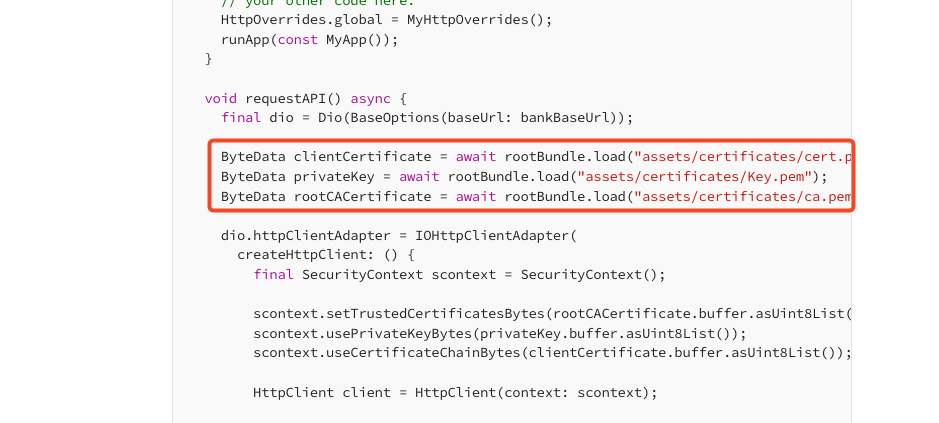 // your other code here.
HttpOverrides.global = MyHttpOverrides();
runApp(const MyApp());
}
void requestAPI() async {
final dio = Dio(BaseOptions(baseUrl: bankBaseUrl));
ByteData clientCertificate = await rootBundle.load("assets/certificates/cert.p
ByteData privateKey = await rootBundle.load("assets/certificates/Key.pem");
ByteData rootCACertificate = await rootBundle.load("assets/certificates/ca.pem
dio.httpClientAdapter = IOHttpClientAdapter(
createHttpClient: () {
final SecurityContext scontext = SecurityContext();
scontext.setTrustedCertificatesBytes(rootCACertificate.buffer.asUint8List(
scontext.usePrivateKeyBytes(privateKey.buffer.asUint8List());
scontext.useCertificateChainBytes(clientCertificate.buffer.asUint8List());
HttpClient client = HttpClient(context: scontext);